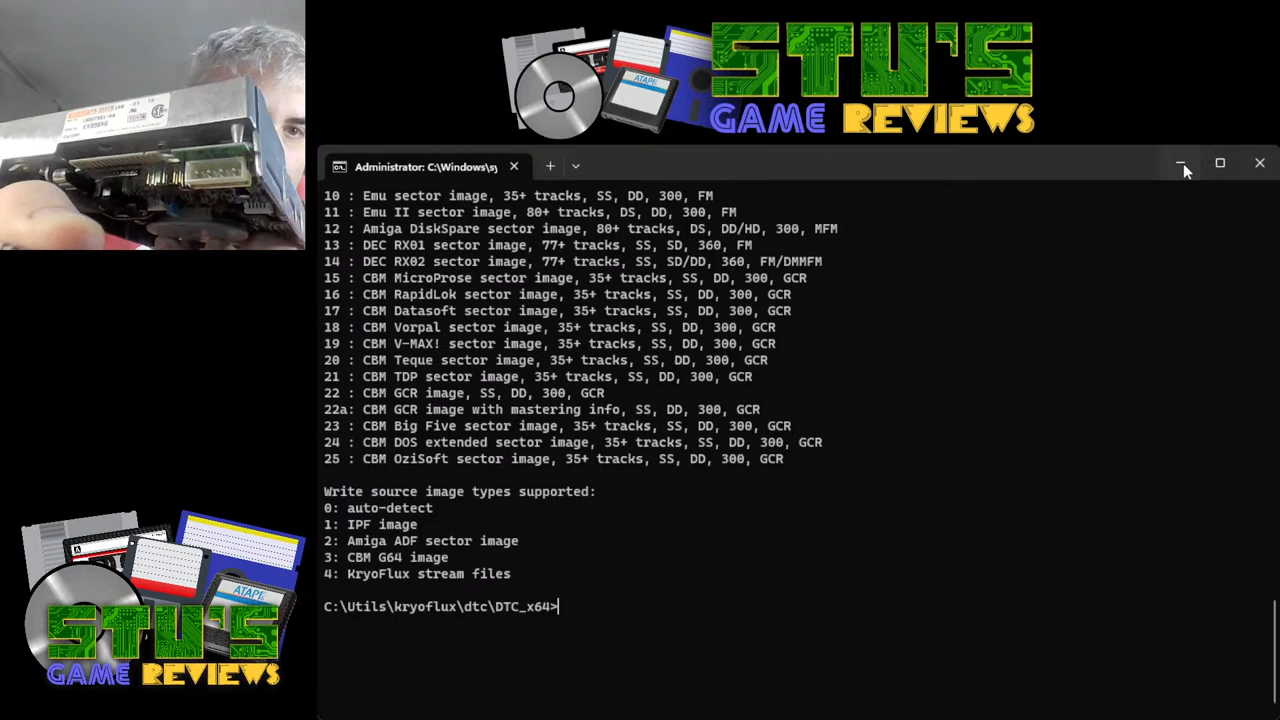 STU'S
GAME REVIEWS
ATAPI
Administrator: C:\Windows\sy
10 : Emu sector image, 35+ tracks, SS, DD, 300, FM
11 : Emu II sector image, 80+ tracks, DS, DD, 300, FM
12 : Amiga DiskSpare sector image, 80+ tracks, DS, DD/HD, 300, MFM
13 : DEC RX01 sector image, 77+ tracks, SS, SD, 360, FM
14 : DEC RX02 sector image, 77+ tracks, SS, SD/DD, 360, FM/DMMFM
15 : CBM MicroProse sector image, 35+ tracks, SS, DD, 300, GCR
16 : CBM RapidLok sector image, 35+ tracks, SS, DD, 300, GCR
17 : CBM Datasoft sector image, 35+ tracks, SS, DD, 300, GCR
18 : CBM Vorpal sector image, 35+ tracks, SS, DD, 300, GCR
19 : CBM V-MAX! sector image, 35+ tracks, SS, DD, 300, GCR
20 : CBM Teque sector image, 35+ tracks, SS, DD, 300, GCR
21 : CBM TDP sector image, 35+ tracks, SS, DD, 300, GCR
22 : CBM GCR image, SS, DD, 300, GCR
22a: CBM GCR image with mastering info, SS, DD, 300, GCR
23 : CBM Big Five sector image, 35+ tracks, SS, DD, 300, GCR
24 : CBM DOS extended sector image, 35+ tracks, SS, DD, 300, GCR
25 : CBM OziSoft sector image, 35+ tracks, SS, DD, 300, GCR
Write source image types supported:
0: auto-detect
1: IPF image
2: Amiga ADF sector image
3: CBM G64 image
4: KryoFlux stream files
C:\Utils\kryoflux\dtc\DTC_x64>
A
ATAPI
STU'S
GAME REVIEWS